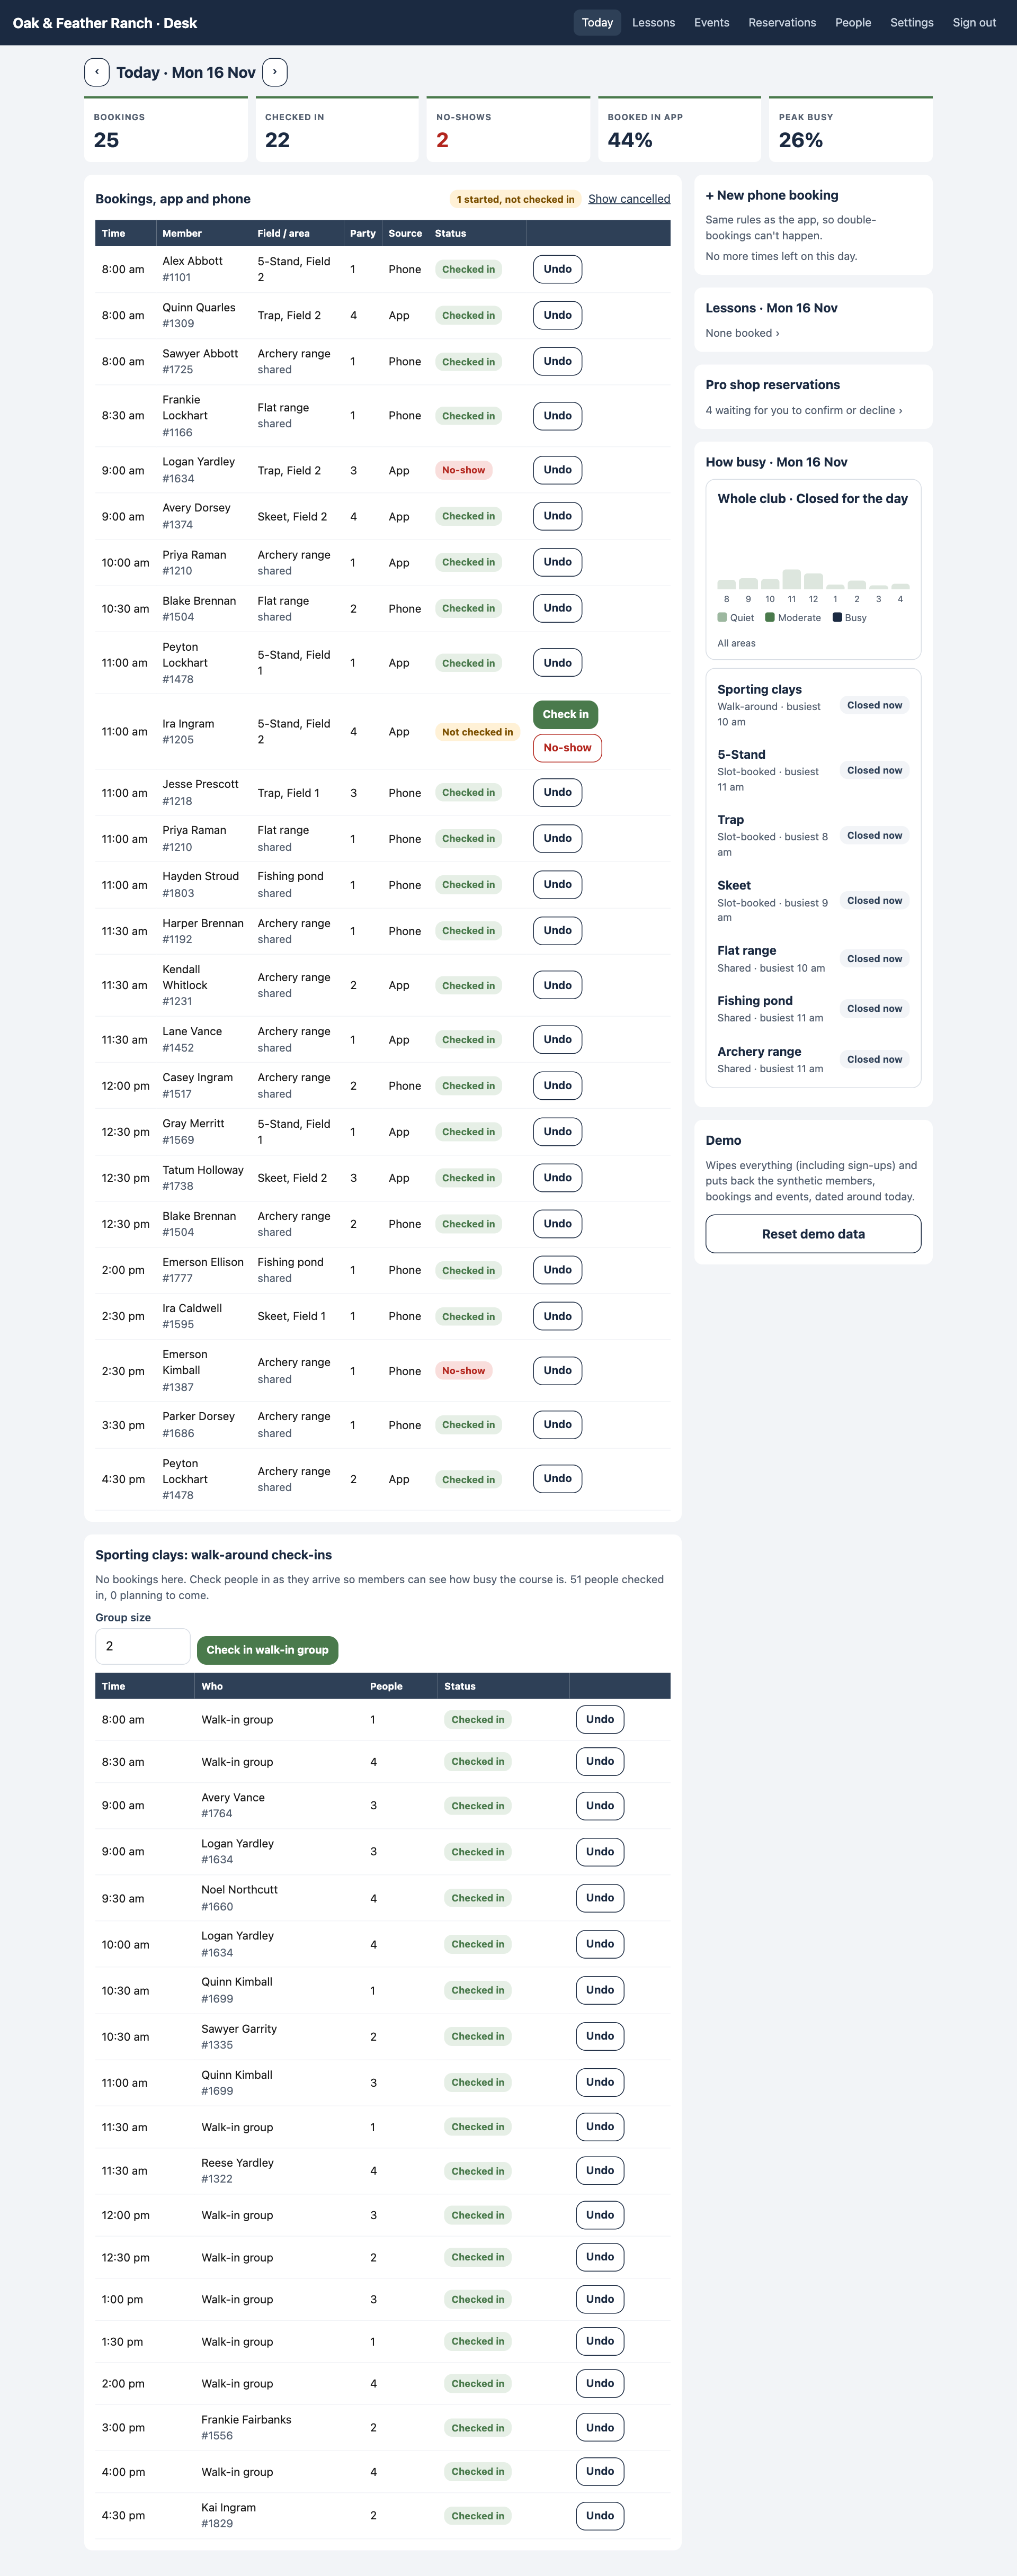 Oak & Feather Ranch · Desk
Today Lessons Events Reservations People Settings Sign out
‹ Today · Mon 16 Nov ›
BOOKINGS
25
CHECKED IN
22
NO-SHOWS
2
BOOKED IN APP
44%
PEAK BUSY
26%
Bookings, app and phone
1 started, not checked in Show cancelled
Time Member Field / area Party Source Status
8:00 am Alex Abbott #1101 5-Stand, Field 2 1 Phone Checked in Undo
8:00 am Quinn Quarles #1309 Trap, Field 2 4 App Checked in Undo
8:00 am Sawyer Abbott #1725 Archery range shared 1 Phone Checked in Undo
8:30 am Frankie Lockhart #1166 Flat range shared 1 Phone Checked in Undo
9:00 am Logan Yardley #1634 Trap, Field 2 3 App No-show Undo
9:00 am Avery Dorsey #1374 Skeet, Field 2 4 App Checked in Undo
10:00 am Priya Raman #1210 Archery range shared 1 App Checked in Undo
10:30 am Blake Brennan #1504 Flat range shared 2 Phone Checked in Undo
11:00 am Peyton Lockhart #1478 5-Stand, Field 1 1 App Checked in Undo
11:00 am Ira Ingram #1205 5-Stand, Field 2 4 App Not checked in Check in No-show
11:00 am Jesse Prescott #1218 Trap, Field 1 3 Phone Checked in Undo
11:00 am Priya Raman #1210 Flat range shared 1 Phone Checked in Undo
11:00 am Hayden Stroud #1803 Fishing pond shared 1 Phone Checked in Undo
11:30 am Harper Brennan #1192 Archery range shared 1 Phone Checked in Undo
11:30 am Kendall Whitlock #1231 Archery range shared 2 App Checked in Undo
11:30 am Lane Vance #1452 Archery range shared 1 App Checked in Undo
12:00 pm Casey Ingram #1517 Archery range shared 2 Phone Checked in Undo
12:30 pm Gray Merritt #1569 5-Stand, Field 1 1 App Checked in Undo
12:30 pm Tatum Holloway #1738 Skeet, Field 2 3 App Checked in Undo
12:30 pm Blake Brennan #1504 Archery range shared 2 Phone Checked in Undo
2:00 pm Emerson Ellison #1777 Fishing pond shared 1 Phone Checked in Undo
2:30 pm Ira Caldwell #1595 Skeet, Field 1 1 Phone Checked in Undo
2:30 pm Emerson Kimball #1387 Archery range shared 1 Phone No-show Undo
3:30 pm Parker Dorsey #1686 Archery range shared 1 Phone Checked in Undo
4:30 pm Peyton Lockhart #1478 Archery range shared 2 App Checked in Undo
Sporting clays: walk-around check-ins
No bookings here. Check people in as they arrive so members can see how busy the course is. 51 people checked
in, 0 planning to come.
Group size
2 Check in walk-in group
Time Who People Status
8:00 am Walk-in group 1 Checked in Undo
8:30 am Walk-in group 4 Checked in Undo
9:00 am Avery Vance #1764 3 Checked in Undo
9:00 am Logan Yardley #1634 3 Checked in Undo
9:30 am Noel Northcutt #1660 4 Checked in Undo
10:00 am Logan Yardley #1634 4 Checked in Undo
10:30 am Quinn Kimball #1699 1 Checked in Undo
10:30 am Sawyer Garrity #1335 2 Checked in Undo
11:00 am Quinn Kimball #1699 3 Checked in Undo
11:30 am Walk-in group 1 Checked in Undo
11:30 am Reese Yardley #1322 4 Checked in Undo
12:00 pm Walk-in group 3 Checked in Undo
12:30 pm Walk-in group 2 Checked in Undo
1:00 pm Walk-in group 3 Checked in Undo
1:30 pm Walk-in group 1 Checked in Undo
2:00 pm Walk-in group 4 Checked in Undo
3:00 pm Frankie Fairbanks #1556 2 Checked in Undo
4:00 pm Walk-in group 4 Checked in Undo
4:30 pm Kai Ingram #1829 2 Checked in Undo
+ New phone booking
Same rules as the app, so double-
bookings can't happen.
No more times left on this day.
Lessons · Mon 16 Nov
None booked ›
Pro shop reservations
4 waiting for you to confirm or decline ›
How busy · Mon 16 Nov
Whole club · Closed for the day
8 9 10 11 12 1 2 3 4
Quiet Moderate Busy
All areas
Sporting clays
Walk-around · busiest
10 am
Closed now
5-Stand
Slot-booked · busiest
11 am
Closed now
Trap
Slot-booked · busiest 8
am
Closed now
Skeet
Slot-booked · busiest 9
am
Closed now
Flat range
Shared · busiest 10 am
Closed now
Fishing pond
Shared · busiest 11 am
Closed now
Archery range
Shared · busiest 11 am
Closed now
Demo
Wipes everything (including sign-ups) and
puts back the synthetic members,
bookings and events, dated around today.
Reset demo data